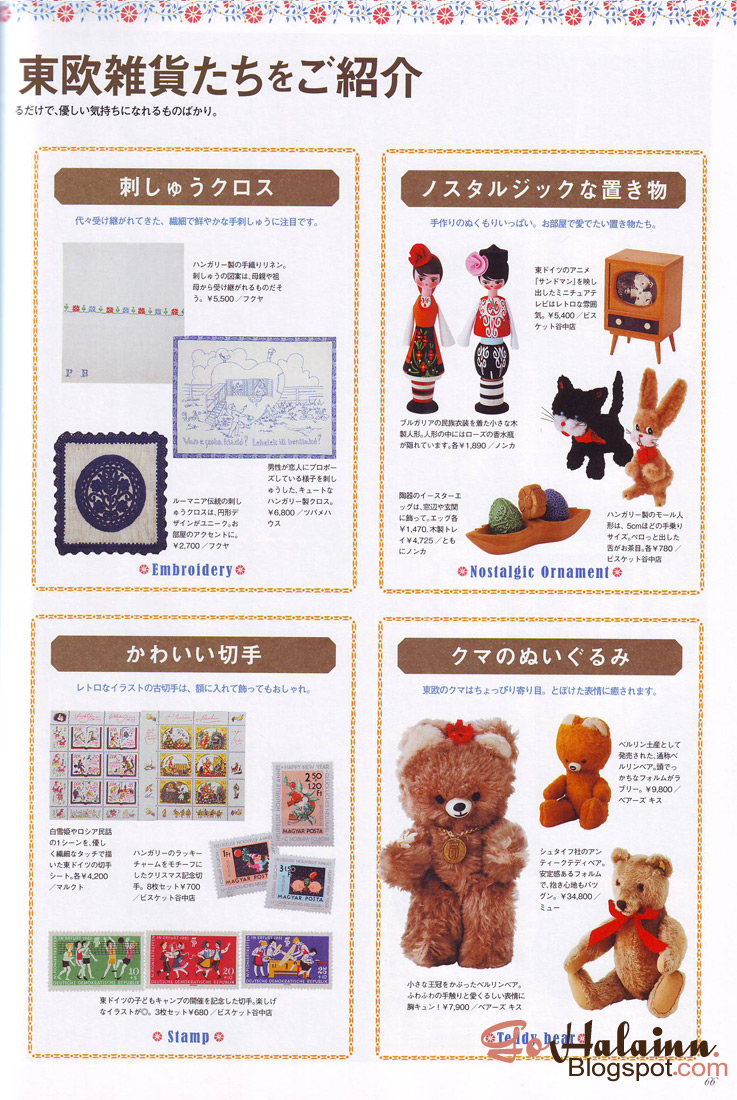 東欧雑貨たちをご紹介
るだけで、優しい気持ちになれるものばかり。
刺しゅうクロス
代々受け継がれてきた、繊細で鮮やかな手刺しゅうに注目です。
ハンガリー製の手織りリネン。
刺しゅうの図案は、母親や祖
母から受け継がれるものだそ
う。￥5,500／フクヤ
P B
男性が恋人にプロポー
ズしている様子を刺し
ゅうした、キュートな
ハンガリー製クロス。
￥6,800／ツバメハ
ウス
ルーマニア伝統の刺し
ゅうクロスは、円形デ
ザインがユニーク。お
部屋のアクセントに。
￥2,700／フクヤ
Embroidery
ノスタルジックな置き物
手作りのぬくもりいっぱい。お部屋で愛でたい置き物たち。
東ドイツのアニメ
「サンドマン」を映し
出したミニチュアテ
レビはレトロな雰囲
気。￥5,400／ビス
ケット谷中店
ブルガリアの民族衣装を着た小さな木
製人形。人形の中にはローズの香水瓶
が隠れています。各￥1,890／ノンカ
陶器のイースターエ
ッグは、窓辺や玄関
に飾って。エッグ各
￥1,470、木製トレ
イ￥4,725／とも
にノンカ
ハンガリー製のモール人
形は、5cmほどの手乗り
サイズ。ペロっと出した
舌がお茶目。各￥780／
ビスケット谷中店
Nostalgic Ornament
かわいい切手
レトロなイラストの古切手は、額に入れて飾ってもおしゃれ。
白雪姫やロシア民話
の1シーンを、優し
く繊細なタッチで描
いた東ドイツの切手
シート。各￥4,200
／マルクト
ハンガリーのラッキー
チャームをモチーフに
したクリスマス記念切
手。8枚セット￥700
／ビスケット谷中店
HAPPY NEW YEAR
2.50
1.20
Ft
MAGYAR POSTA
1Ft
MAGYAR POSTA
MAGYAR POSTA
IN ERFURT 1961
10
DEUTSCHE DEMOKRATISCHE REPUBLIK
IN ERFURT 1961
20
DEUTSCHE DEMOKRATISCHE REPUBLIK
IN ERFURT 1961
25
DEUTSCHE DEMOKRATISCHE REPUBLIK
東ドイツの子どもキャンプの開催を記念した切手。楽しげ
なイラストが◎。3枚セット￥680／ビスケット谷中店
Stamp
クマのぬいぐるみ
東欧のクマはちょっぴり寄り目。とぼけた表情に癒されます。
ベルリン土産として
発売された、通称ベ
ルリンベア。頭でっ
かちなフォルムがラ
ブリー。￥9,800／
ベアーズ キス
シュタイフ社のアン
ティークテディベア。
安定感あるフォルム
で、抱き心地もバツ
グン。￥34,800／
ミュー
小さな王冠をかぶったベルリンベア。
ふわふわの手触りと愛くるしい表情に
胸キュン！￥7,900／ベアーズ キス
Teddy bear
Go Halainn.
Blogspot.com
66